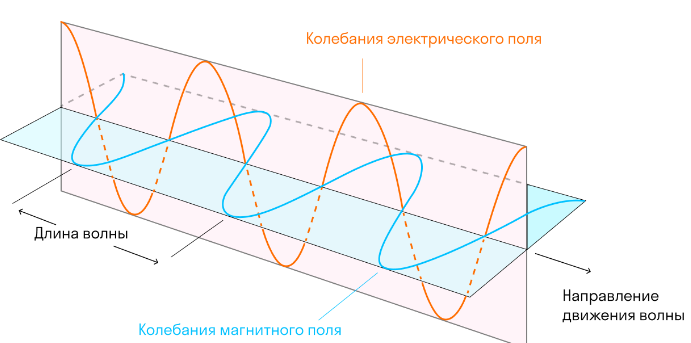 Колебания электрического поля
Длина волны
Направление
движения волны
Колебания магнитного поля